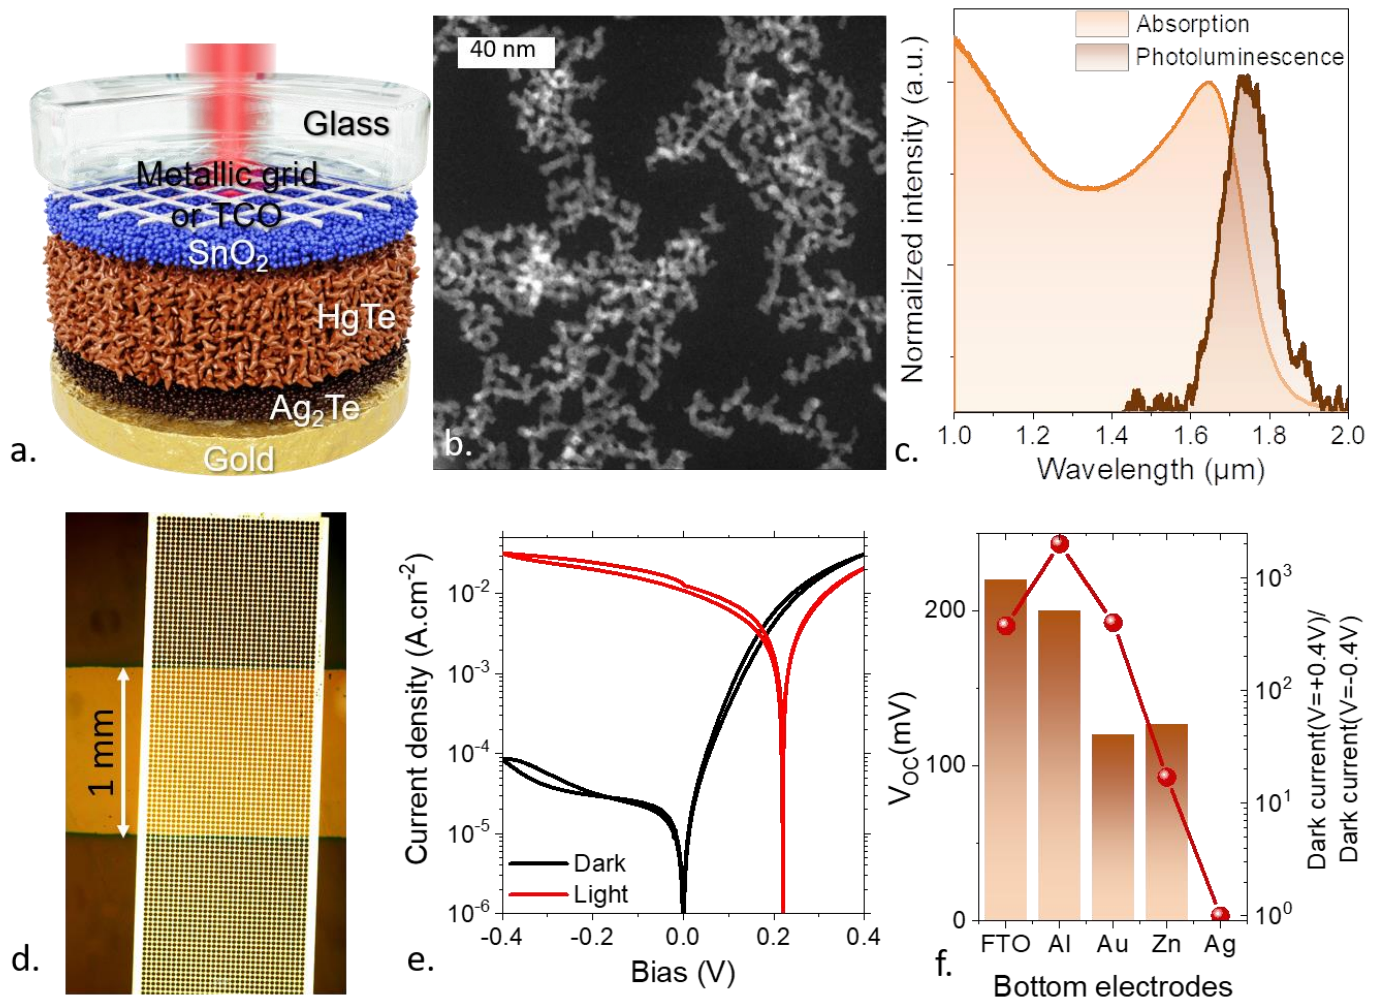 Glass
Metallic grid
or TCO
SnO2
HgTe
Ag2Te
Gold
a.
40 nm
b.
Absorption
Photoluminescence
Normailzed intensity (a.u.)
1.0 1.2 1.4 1.6 1.8 2.0
Wavelength (µm)
c.
1 mm
d.
Current density (A.cm-2)
10-2
10-3
10-4
10-5
10-6
Dark
Light
-0.4 -0.2 0.0 0.2 0.4
Bias (V)
e.
VOC(mV)
200
100
0
FTO Al Au Zn Ag
Bottom electrodes
103
102
101
100
Dark current(V=+0.4V)/
Dark current(V=-0.4V)
f.